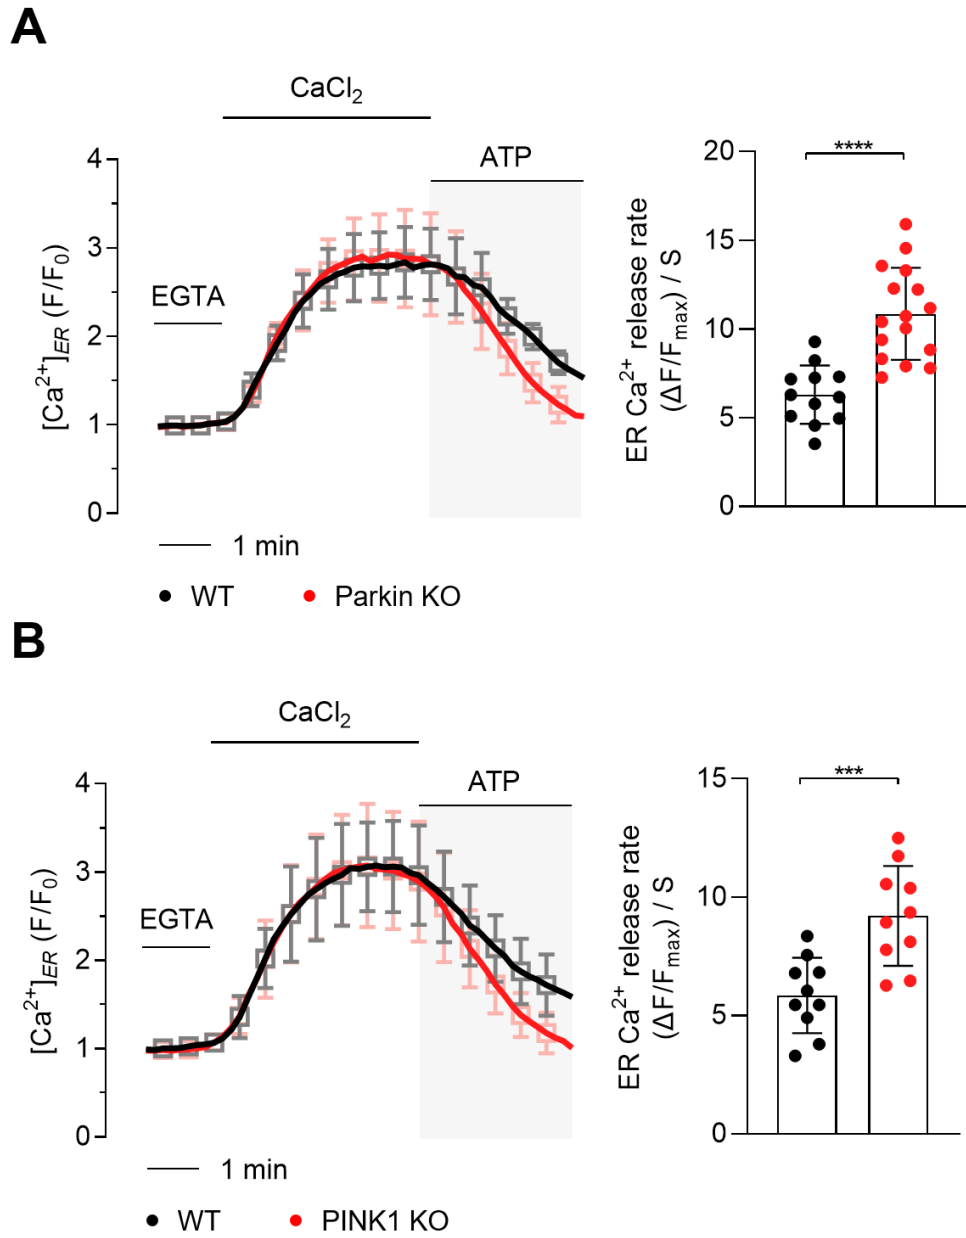 A
CaCl2
ATP
EGTA
[Ca2+]ER (F/F0)
4
3
2
1
0
1 min
WT
Parkin KO
****
ER Ca2+ release rate
(ΔF/Fmax) / S
20
15
10
5
0
B
CaCl2
ATP
EGTA
[Ca2+]ER (F/F0)
4
3
2
1
0
1 min
WT
PINK1 KO
***
ER Ca2+ release rate
(ΔF/Fmax) / S
15
10
5
0